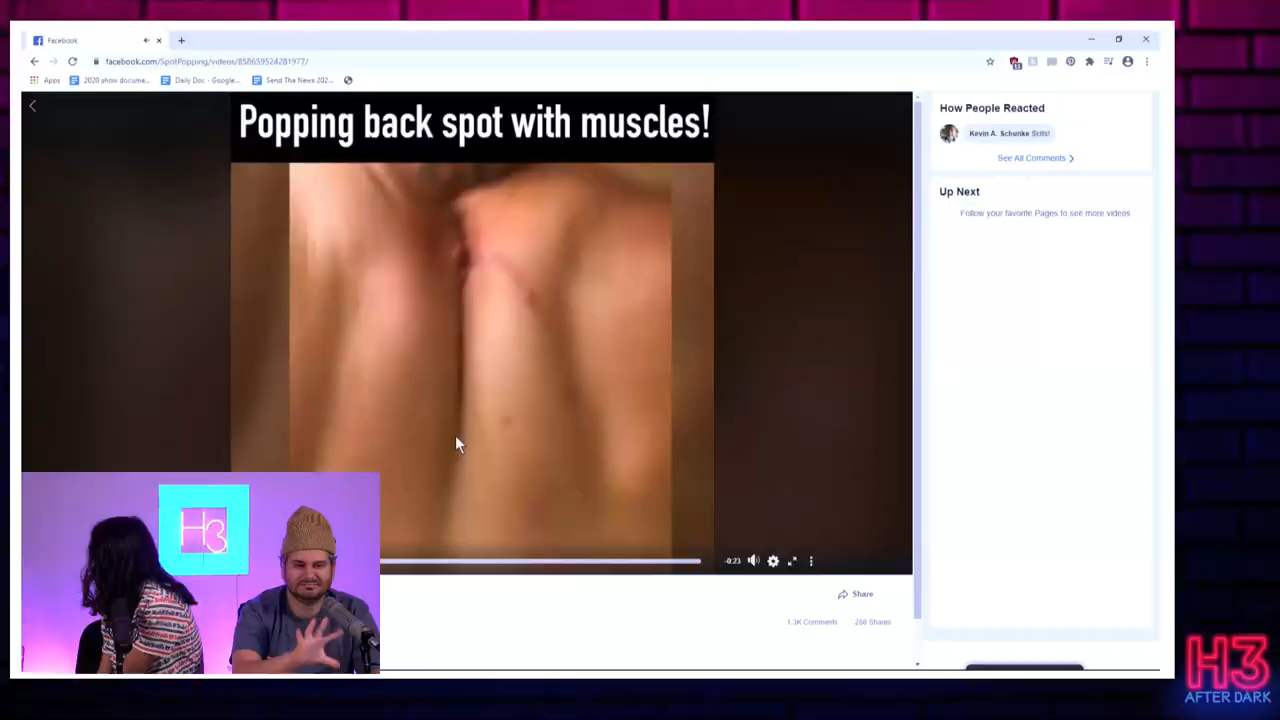 Facebook
facebook.com/SpotPopping/videos/858659524281977/
Apps
2020 show docume...
Daily Doc - Google...
Send The News 202...
Popping back spot with muscles!
How People Reacted
Kevin A. Schunke Skills!
See All Comments
Up Next
Follow your favorite Pages to see more videos
-0:23
Share
1.3K Comments
268 Shares
H3
H3
AFTER DARK